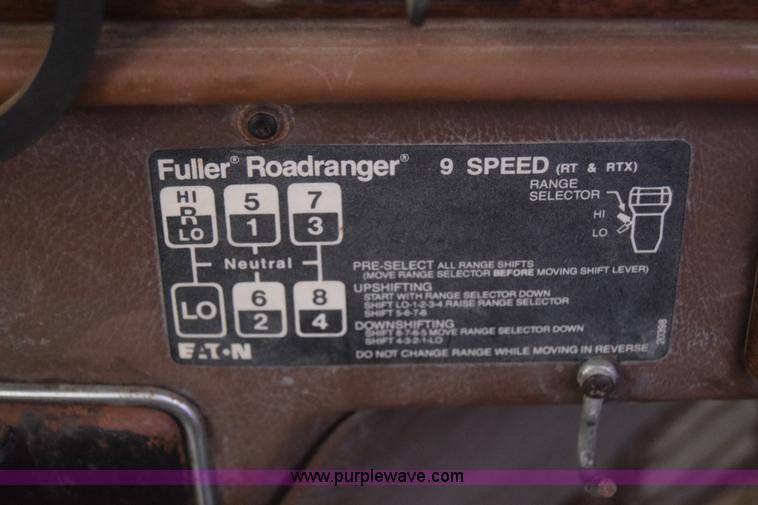 Fuller® Roadranger® 9 SPEED (RT & RTX)
RANGE
SELECTOR
HI
LO
HI 5 7
R
LO 1 3
Neutral
LO 6 8
2 4
PRE-SELECT ALL RANGE SHIFTS
(MOVE RANGE SELECTOR BEFORE MOVING SHIFT LEVER)
UPSHIFTING
START WITH RANGE SELECTOR DOWN
SHIFT LO-1-2-3-4 RAISE RANGE SELECTOR
SHIFT 5-6-7-8
DOWNSHIFTING
SHIFT 8-7-6-5 MOVE RANGE SELECTOR DOWN
SHIFT 4-3-2-1-LO
EATON
DO NOT CHANGE RANGE WHILE MOVING IN REVERSE
20398
www.purplewave.com